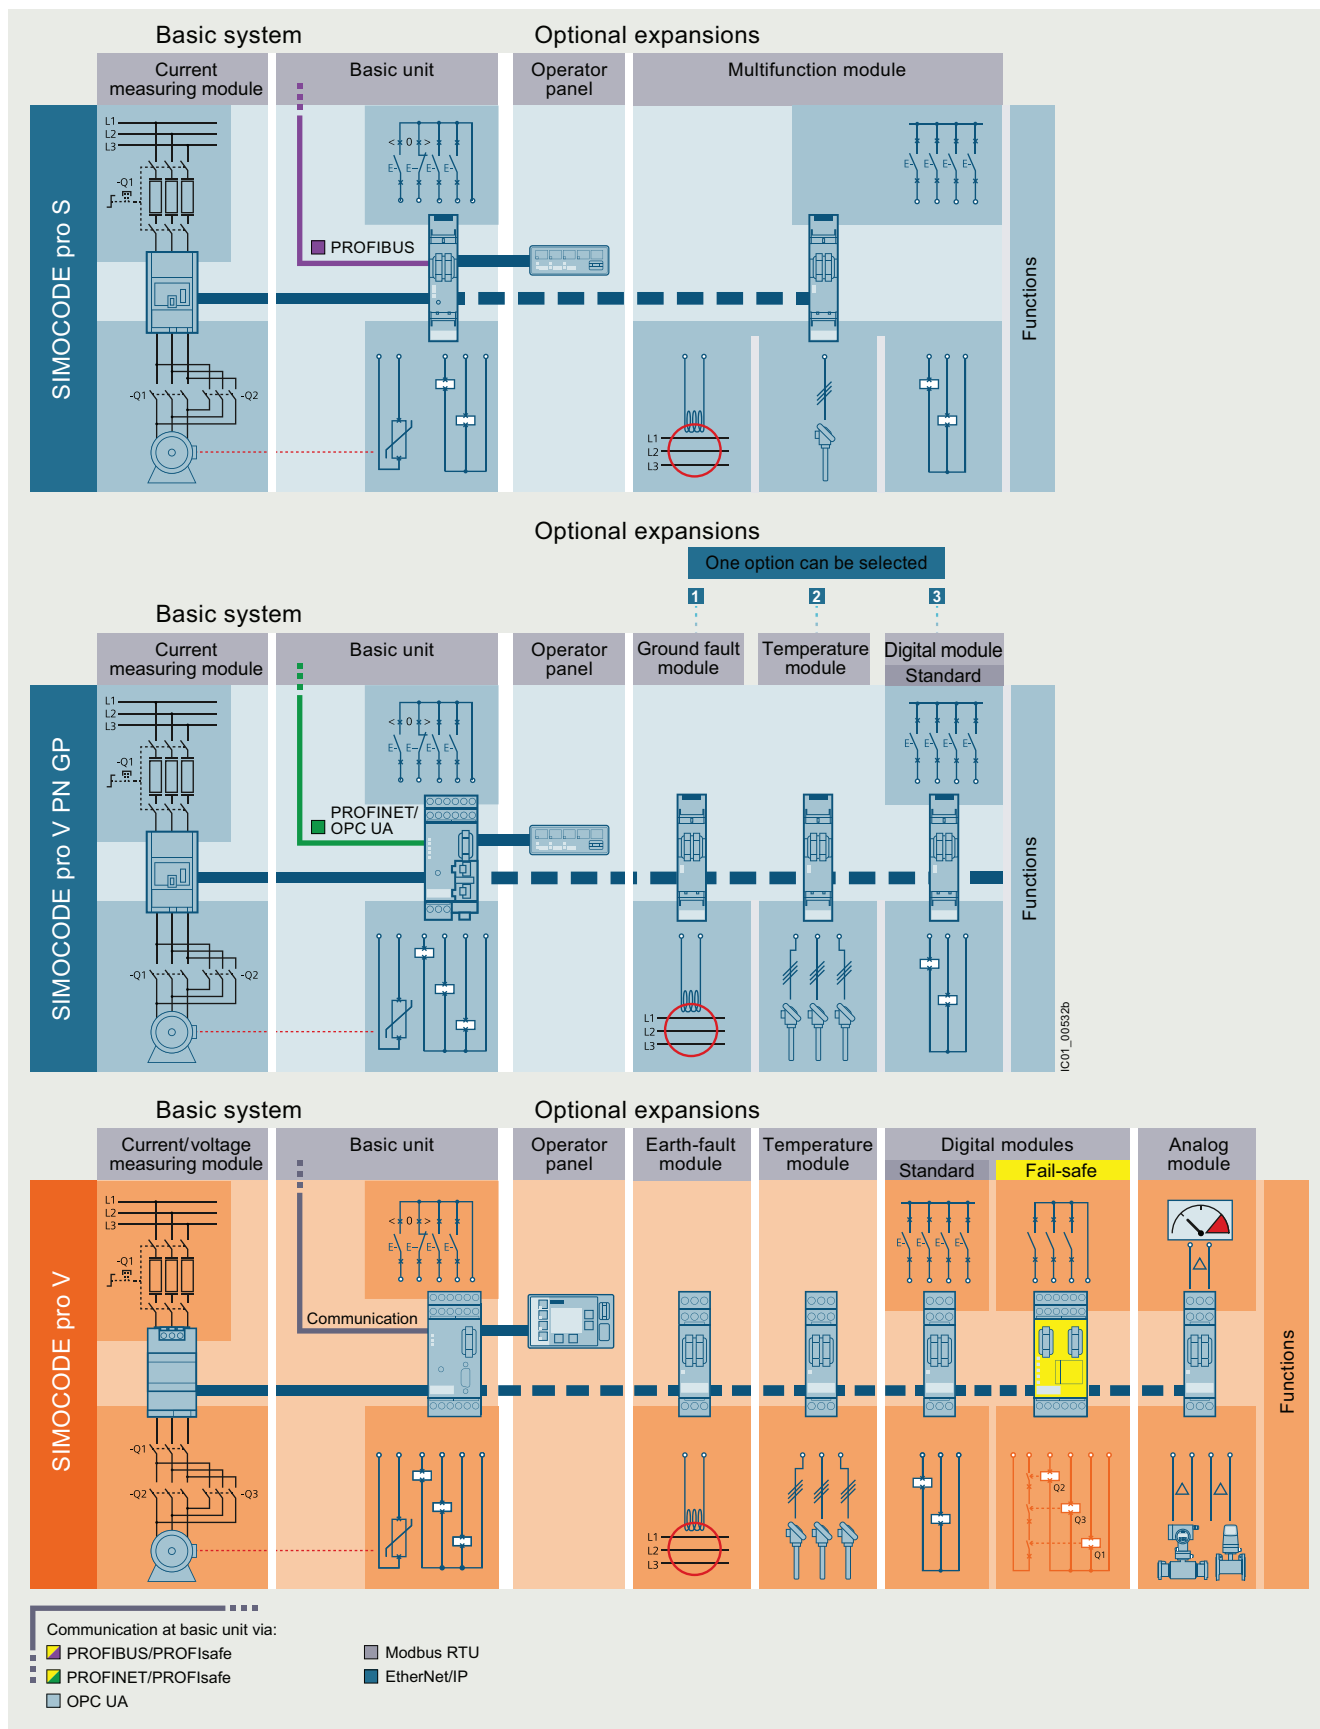 Basic system
Optional expansions
Current
measuring module
Basic unit
Operator
panel
Multifunction module
SIMOCODE pro S
L1
L2
L3
-Q1
< 0 >
E- E- E- E-
E- E- E- E-
PROFIBUS
Functions
-Q1
-Q2
L1
L2
L3
Optional expansions
One option can be selected
1
2
3
Basic system
Current
measuring module
Basic unit
Operator
panel
Ground fault
module
Temperature
module
Digital module
Standard
SIMOCODE pro V PN GP
L1
L2
L3
-Q1
< 0 >
E- E- E- E-
E- E- E- E-
PROFINET/
OPC UA
Functions
-Q1
-Q2
L1
L2
L3
IC01_00532b
Basic system
Optional expansions
Current/voltage
measuring module
Basic unit
Operator
panel
Earth-fault
module
Temperature
module
Digital modules
Standard
Fail-safe
Analog
module
SIMOCODE pro V
L1
L2
L3
-Q1
< 0 >
E- E- E- E-
E- E- E- E-
Communication
Functions
-Q1
-Q2
-Q3
L1
L2
L3
Q2
Q3
Q1
Communication at basic unit via:
PROFIBUS/PROFIsafe
PROFINET/PROFIsafe
OPC UA
Modbus RTU
EtherNet/IP